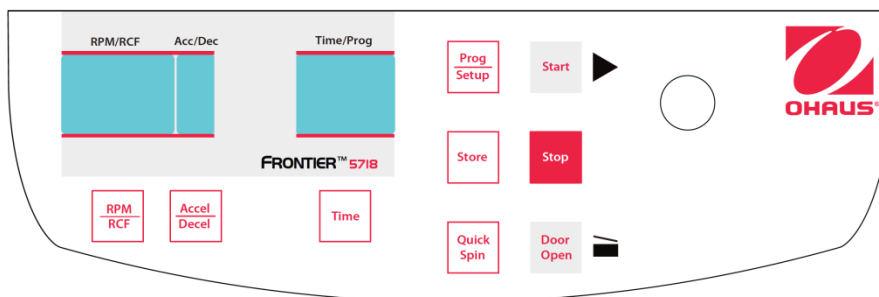 RPM/RCF Acc/Dec Time/Prog
FRONTIER™ 5718
RPM
RCF
Accel
Decel
Time
Prog
Setup
Start
Store
Stop
Quick
Spin
Door
Open
OHAUS®